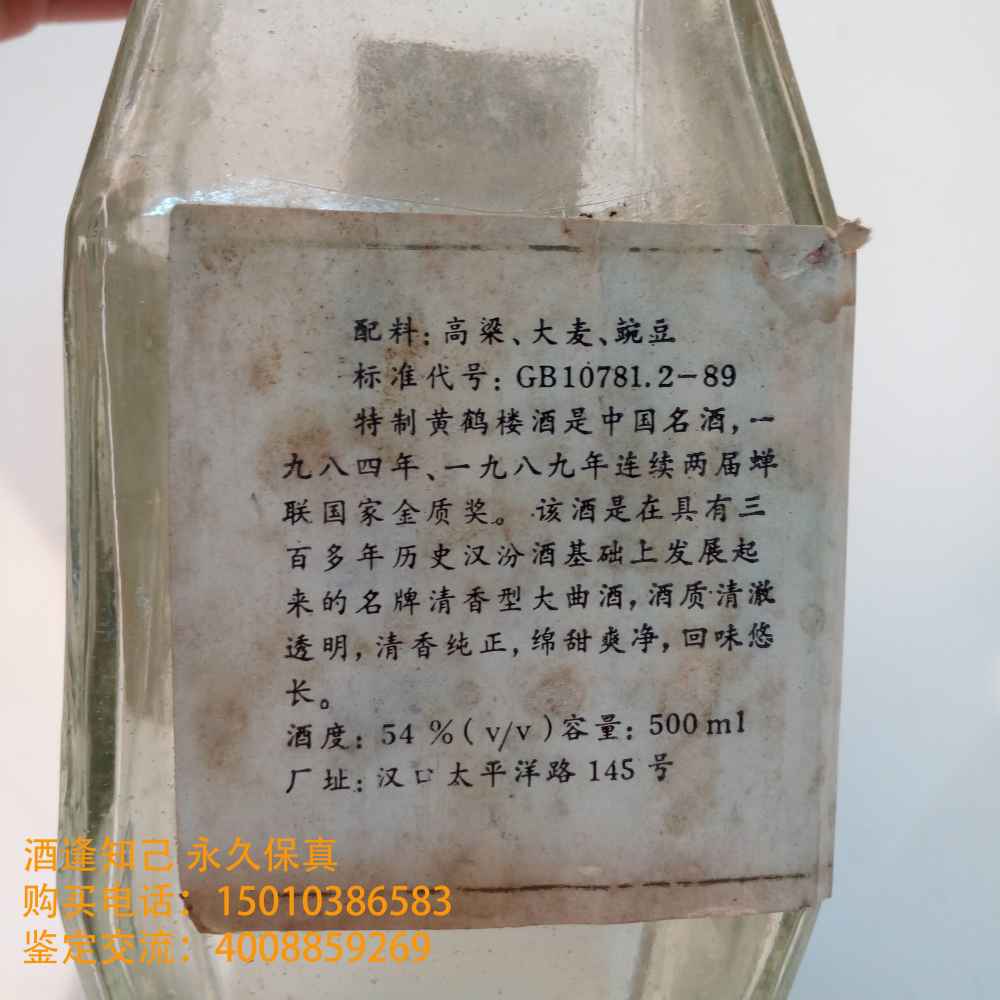 配料：高梁、大麦、豌豆
标准代号：GB10781.2-89
特制黄鹤楼酒是中国名酒，一
九八四年、一九八九年连续两届蝉
联国家金质奖。该酒是在具有三
百多年历史汉汾酒基础上发展起
来的名牌清香型大曲酒，酒质清澈
透明，清香纯正，绵甜爽净，回味悠
长。
酒度：54 %（v/v）容量：500ml
厂址：汉口太平洋路 145 号
酒逢知己 永久保真
购买电话：15010386583
鉴定交流：4008859269